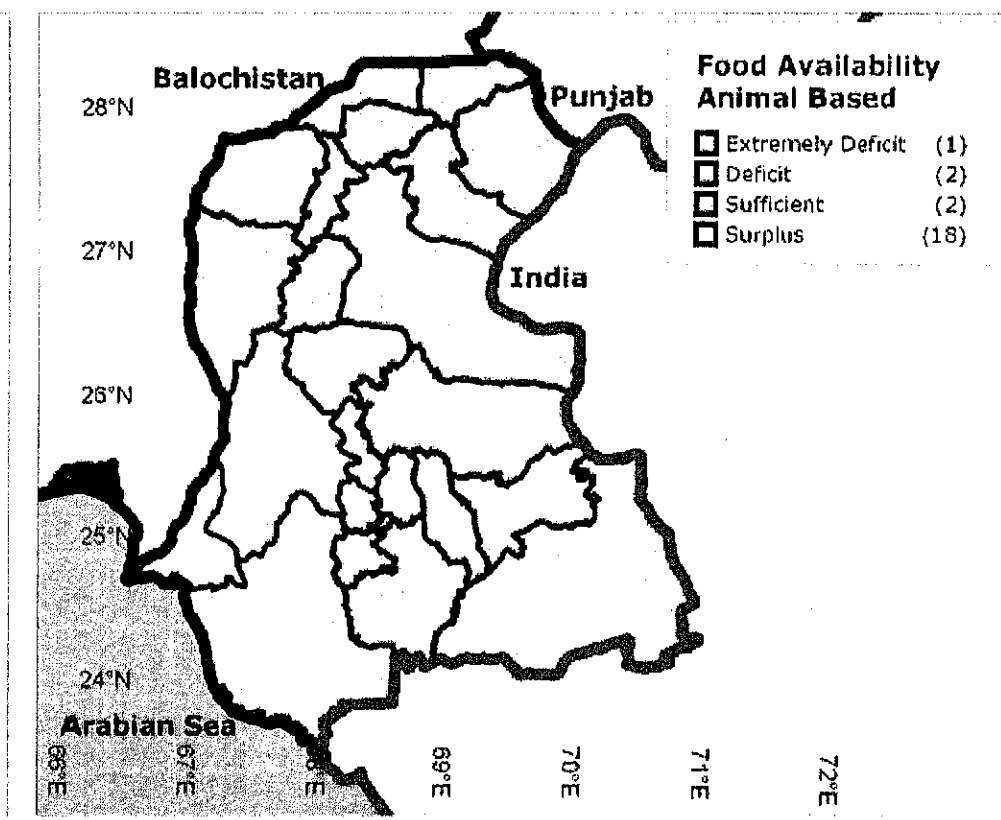 Food Availability
Animal Based
Extremely Deficit (1)
Deficit (2)
Sufficient (2)
Surplus (18)
Balochistan
Punjab
India
Arabian Sea
28°N
27°N
26°N
25°N
24°N
66°E
67°E
69°E
70°E
71°E
72°E